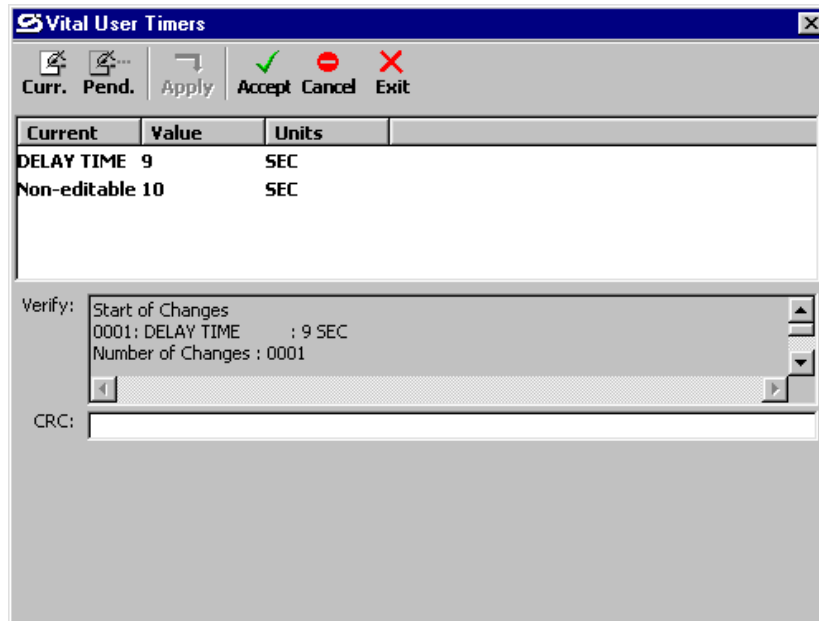 Vital User Timers
Curr. Pend. Apply Accept Cancel Exit
Current Value Units
DELAY TIME 9 SEC
Non-editable 10 SEC
Verify: Start of Changes
0001: DELAY TIME : 9 SEC
Number of Changes : 0001
CRC: